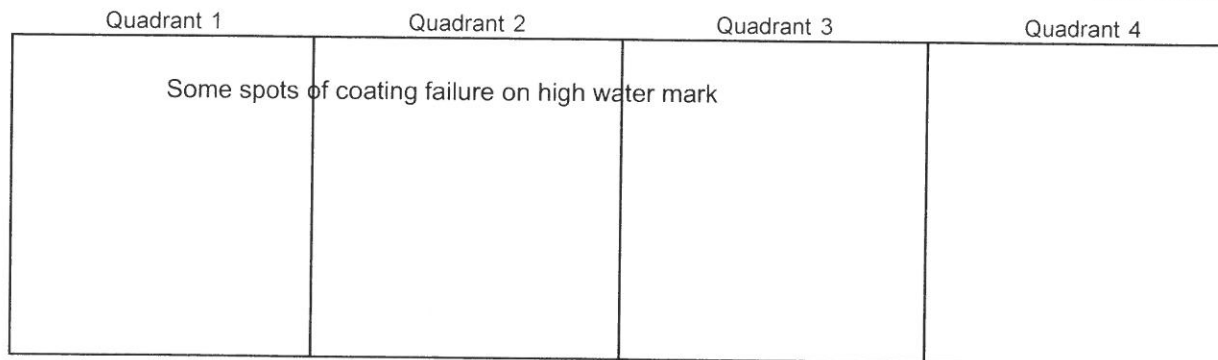 Quadrant 1 Quadrant 2 Quadrant 3 Quadrant 4
Some spots of coating failure on high water mark